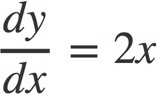 dy/dx = 2x